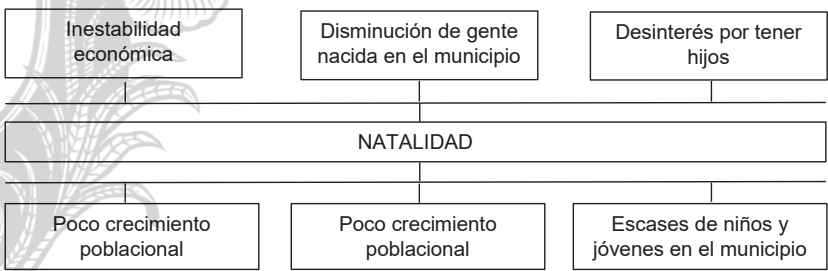 Inestabilidad
económica
Disminución de gente
nacida en el municipio
Desinterés por tener
hijos
NATALIDAD
Poco crecimiento
poblacional
Poco crecimiento
poblacional
Escases de niños y
jóvenes en el municipio